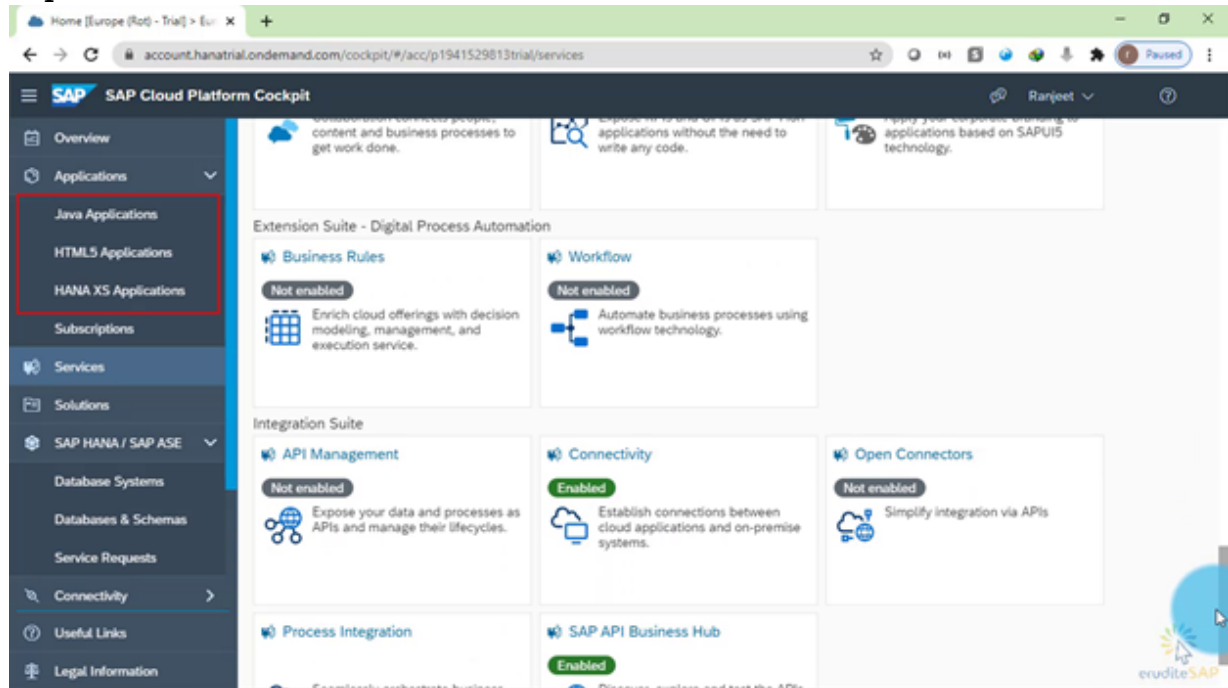 Home [Europe (Rot) - Trial] > Eur
account.hanatrial.ondemand.com/cockpit/#/acc/p1941529813trial/services
Paused
SAP SAP Cloud Platform Cockpit
Ranjeet
Overview
Applications
Java Applications
HTML5 Applications
HANA XS Applications
Subscriptions
Services
Solutions
SAP HANA / SAP ASE
Database Systems
Databases & Schemas
Service Requests
Connectivity
Useful Links
Legal Information
content and business processes to
get work done.
applications without the need to
write any code.
applications based on SAPUI5
technology.
Extension Suite - Digital Process Automation
Business Rules
Not enabled
Enrich cloud offerings with decision
modeling, management, and
execution service.
Workflow
Not enabled
Automate business processes using
workflow technology.
Integration Suite
API Management
Not enabled
Expose your data and processes as
APIs and manage their lifecycles.
Connectivity
Enabled
Establish connections between
cloud applications and on-premise
systems.
Open Connectors
Not enabled
Simplify integration via APIs
Process Integration
SAP API Business Hub
Enabled
eruditeSAP